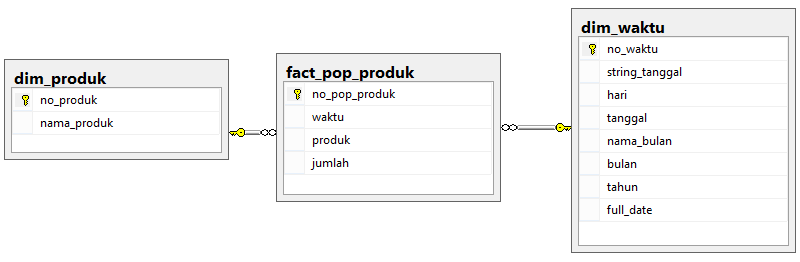 dim_produk
no_produk
nama_produk
fact_pop_produk
no_pop_produk
waktu
produk
jumlah
dim_waktu
no_waktu
string_tanggal
hari
tanggal
nama_bulan
bulan
tahun
full_date